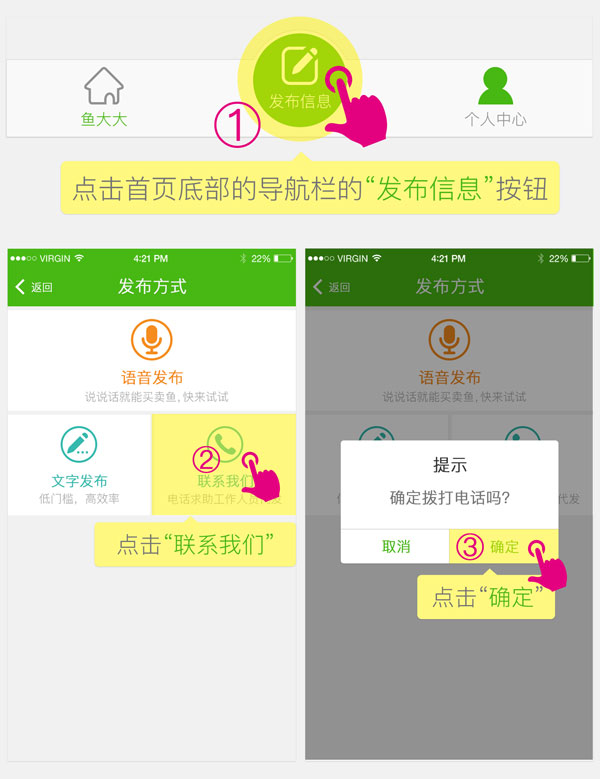 发布信息
①
鱼大大
个人中心
点击首页底部的导航栏的“发布信息”按钮
VIRGIN 4:21 PM 22%
返回 发布方式
语音发布
说说话就能买卖鱼,快来试试
文字发布
低门槛，高效率
② 联系我们
电话求助工作人员
点击“联系我们”
VIRGIN 4:21 PM 22%
返回 发布方式
语音发布
说说话就能买卖鱼,快来试试
代发
提示
确定拨打电话吗?
取消
③ 确定
点击“确定”